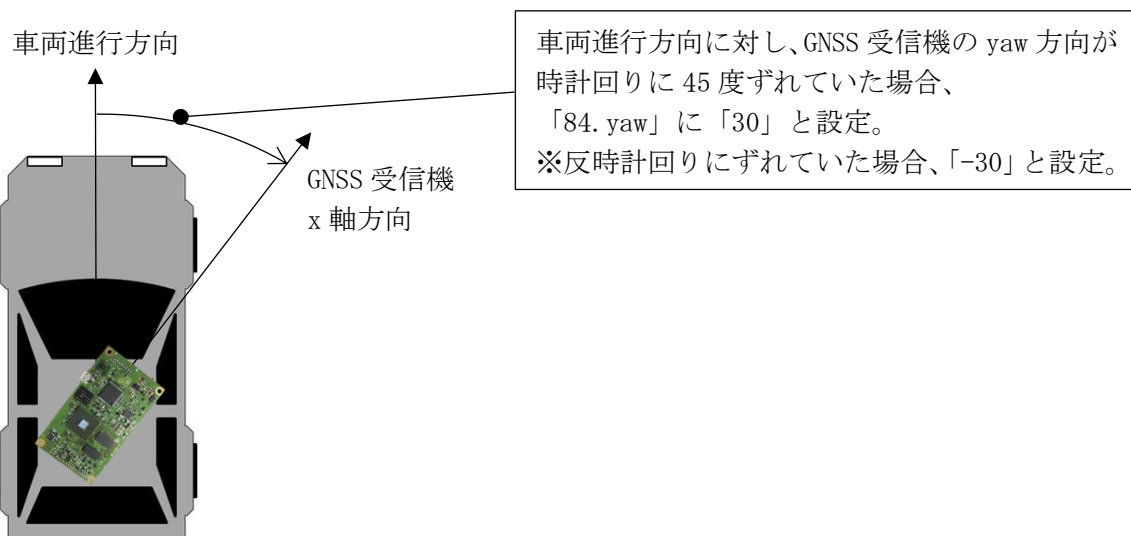 車両進行方向
車両進行方向に対し、GNSS 受信機の yaw 方向が
時計回りに 45 度ずれていた場合、
「84.yaw」に「30」と設定。
※反時計回りにずれていた場合、「-30」と設定。
GNSS 受信機
x 軸方向